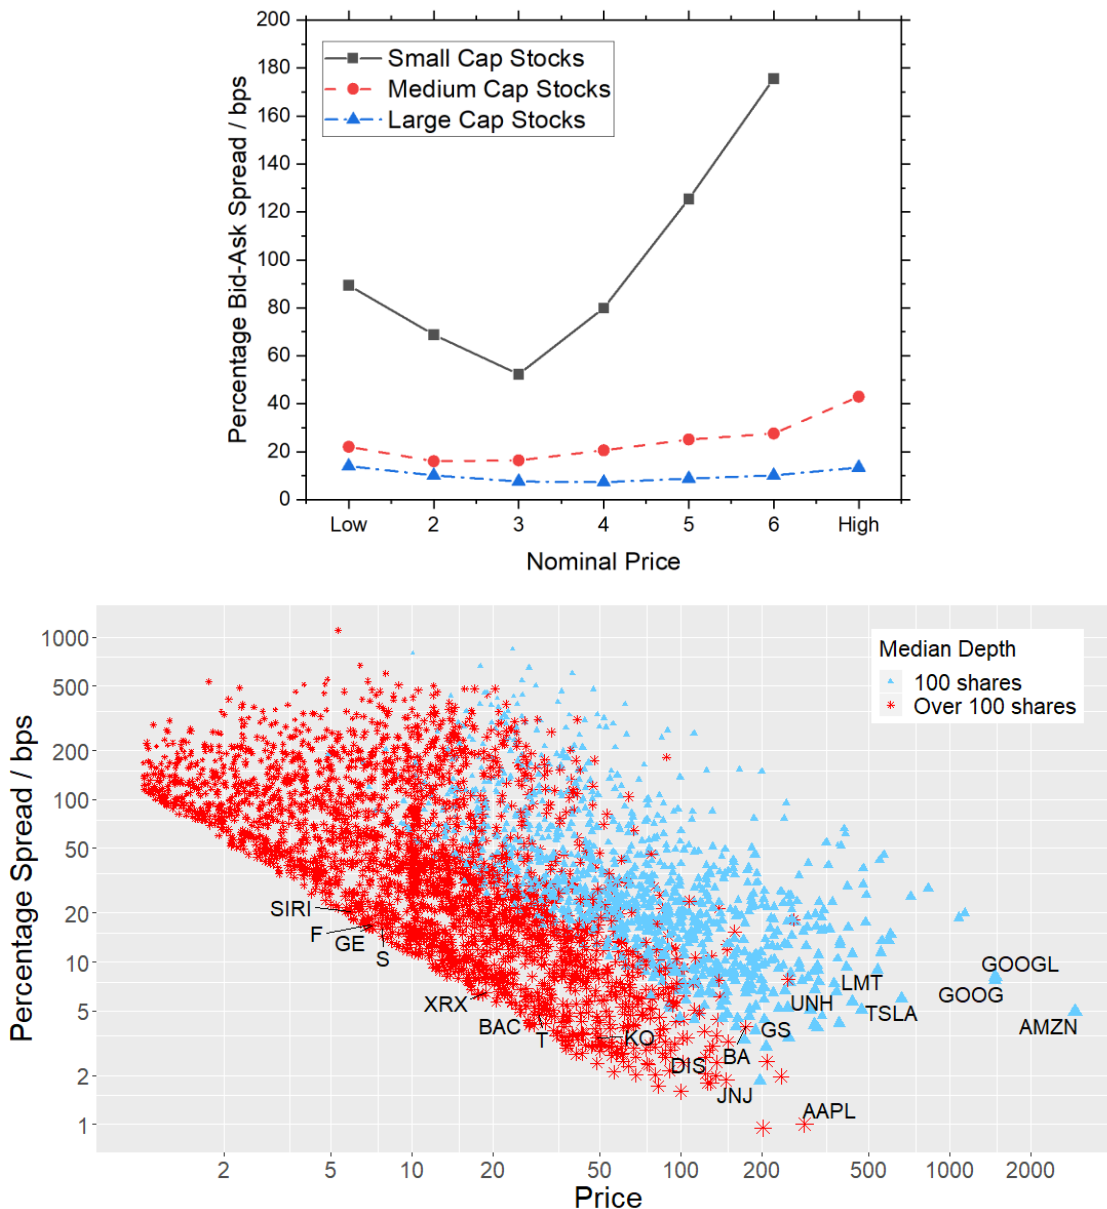 200
180
160
140
120
100
80
60
40
20
0
Percentage Bid-Ask Spread / bps
Small Cap Stocks
Medium Cap Stocks
Large Cap Stocks
Low 2 3 4 5 6 High
Nominal Price
1000
500
200
100
50
20
10
5
2
1
Percentage Spread / bps
Median Depth
100 shares
Over 100 shares
SIRI
F
GE
S
XRX
BAC
T
KO
DIS
JNJ
BA
GS
UNH
LMT
TSLA
GOOGL
GOOG
AMZN
AAPL
2 5 10 20 50 100 200 500 1000 2000
Price